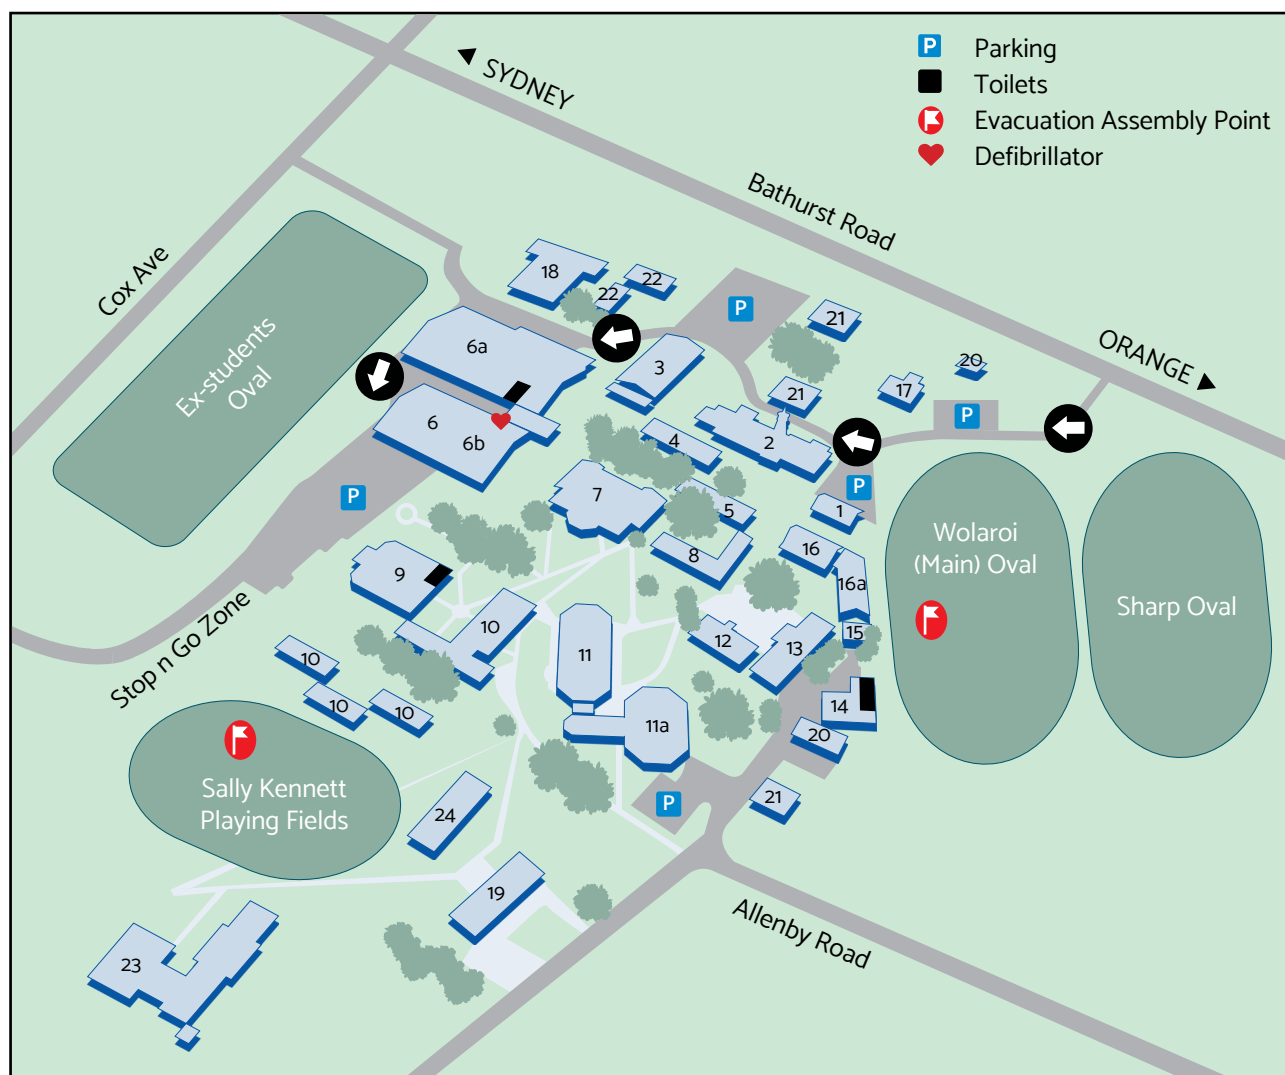 P Parking
Toilets
Evacuation Assembly Point
Defibrillator
SYDNEY
Bathurst Road
ORANGE
Cox Ave
Ex-students
Oval
18
22
22
P
21
6a
3
20
21
17
P
6
6b
4
2
P
P
7
5
1
Wolaroi
(Main) Oval
8
16
9
16a
Sharp Oval
10
12
15
13
11
10
Stop n Go Zone
10
10
14
11a
20
Sally Kennett
Playing Fields
P
21
24
19
Allenby Road
23